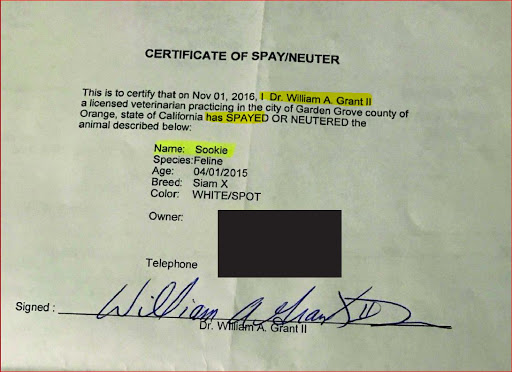 CERTIFICATE OF SPAY/NEUTER
This is to certify that on Nov 01, 2016, I Dr. William A. Grant II
a licensed veterinarian practicing in the city of Garden Grove county of
Orange, state of California has SPAYED OR NEUTERED the
animal described below:
Name: Sookie
Species:Feline
Age: 04/01/2015
Breed: Siam X
Color: WHITE/SPOT
Owner:
Telephone
Signed : William A Grant II
Dr. William A. Grant II